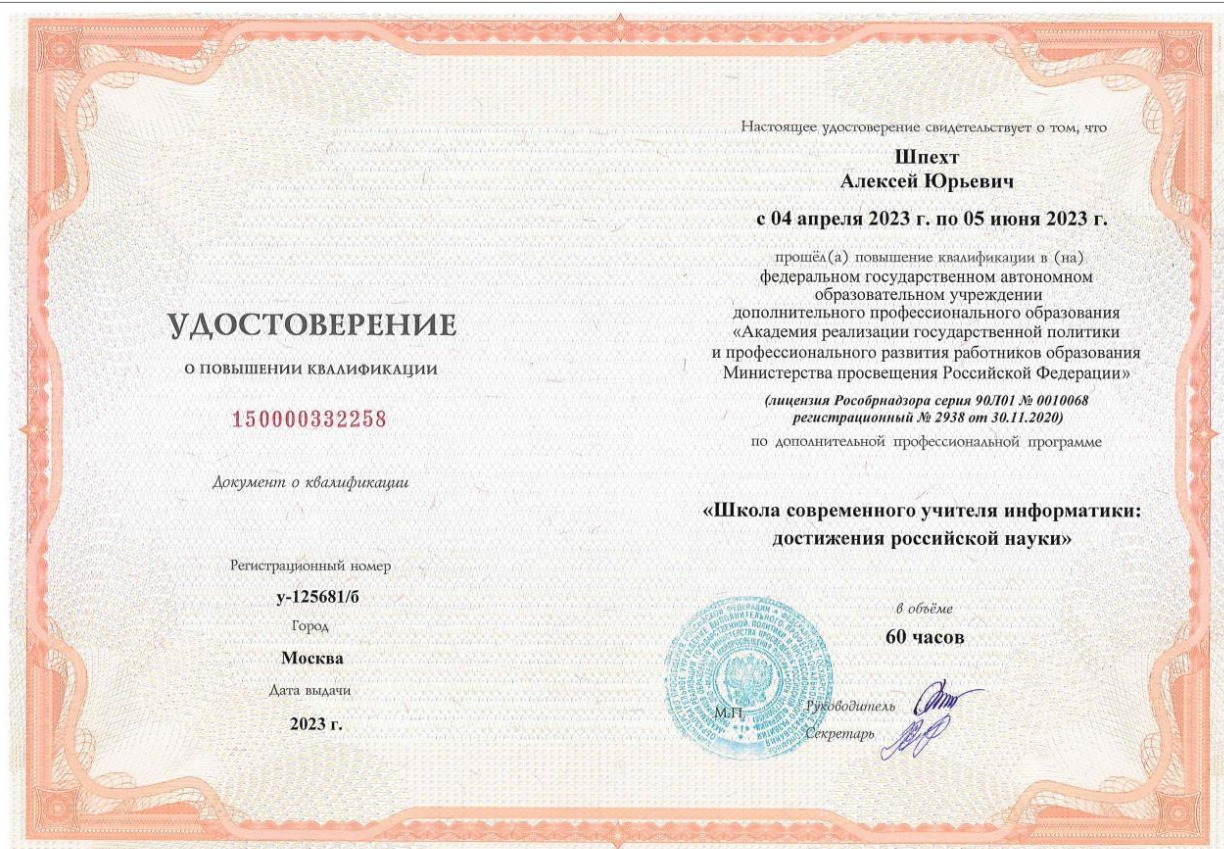 УДОСТОВЕРЕНИЕ
О ПОВЫШЕНИИ КВАЛИФИКАЦИИ
150000332258
Документ о квалификации
Регистрационный номер
у-125681/б
Город
Москва
Дата выдачи
2023 г.
Настоящее удостоверение свидетельствует о том, что
Шпехт
Алексей Юрьевич
с 04 апреля 2023 г. по 05 июня 2023 г.
прошёл(а) повышение квалификации в (на)
федеральном государственном автономном
образовательном учреждении
дополнительного профессионального образования
«Академия реализации государственной политики
и профессионального развития работников образования
Министерства просвещения Российской Федерации»
(лицензия Рособрнадзора серия 90Л01 № 0010068
регистрационный № 2938 от 30.11.2020)
по дополнительной профессиональной программе
«Школа современного учителя информатики:
достижения российской науки»
в объёме
60 часов
М.П.
Руководитель
Секретарь